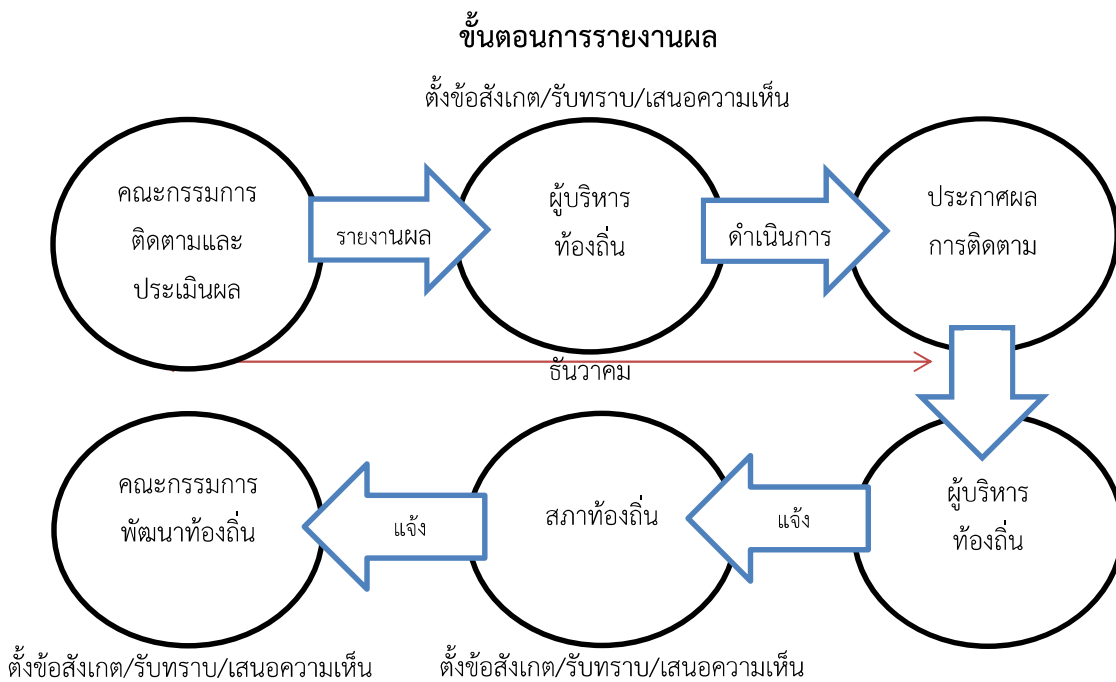 ขั้นตอนการรายงานผล
ตั้งข้อสังเกต/รับทราบ/เสนอความเห็น
คณะกรรมการ
ติดตามและ
ประเมินผล
รายงานผล
ผู้บริหาร
ท้องถิ่น
ดำเนินการ
ประกาศผล
การติดตาม
ธันวาคม
ผู้บริหาร
ท้องถิ่น
แจ้ง
สภาท้องถิ่น
แจ้ง
คณะกรรมการ
พัฒนาท้องถิ่น
ตั้งข้อสังเกต/รับทราบ/เสนอความเห็น
ตั้งข้อสังเกต/รับทราบ/เสนอความเห็น